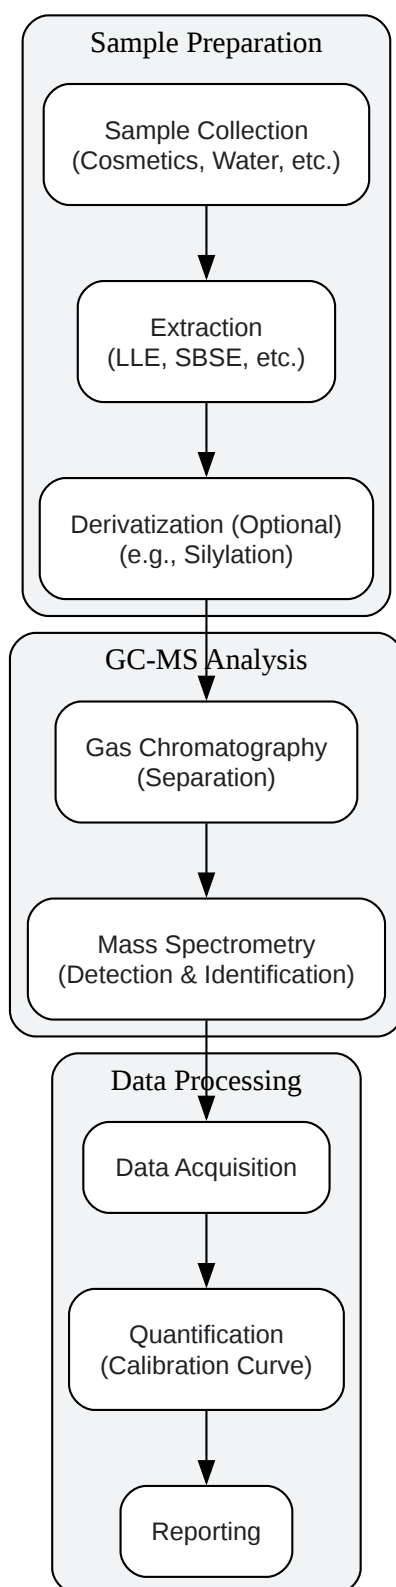 Sample Preparation
Sample Collection
(Cosmetics, Water, etc.)
Extraction
(LLE, SBSE, etc.)
Derivatization (Optional)
(e.g., Silylation)
GC-MS Analysis
Gas Chromatography
(Separation)
Mass Spectrometry
(Detection & Identification)
Data Processing
Data Acquisition
Quantification
(Calibration Curve)
Reporting